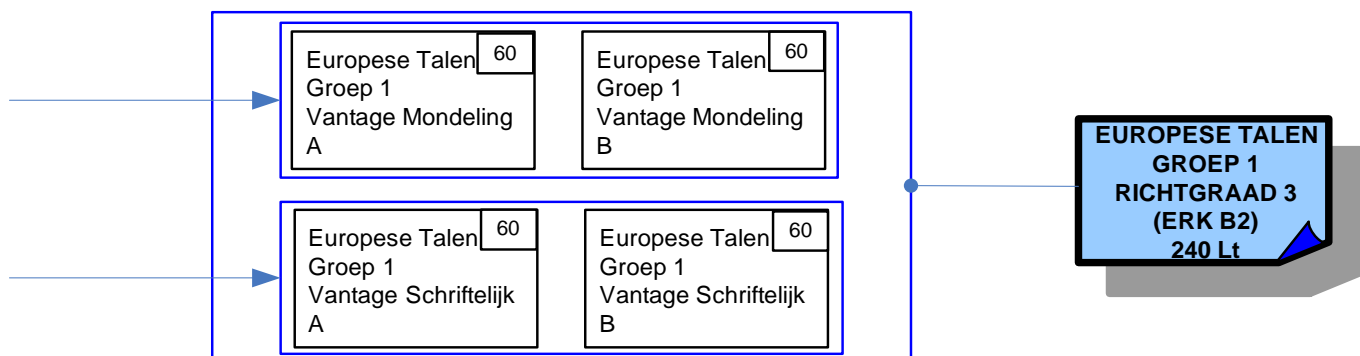 Europese Talen 60
Groep 1
Vantage Mondeling
A
Europese Talen 60
Groep 1
Vantage Mondeling
B
Europese Talen 60
Groep 1
Vantage Schriftelijk
A
Europese Talen 60
Groep 1
Vantage Schriftelijk
B
EUROPESE TALEN
GROEP 1
RICHTGRAAD 3
(ERK B2)
240 Lt